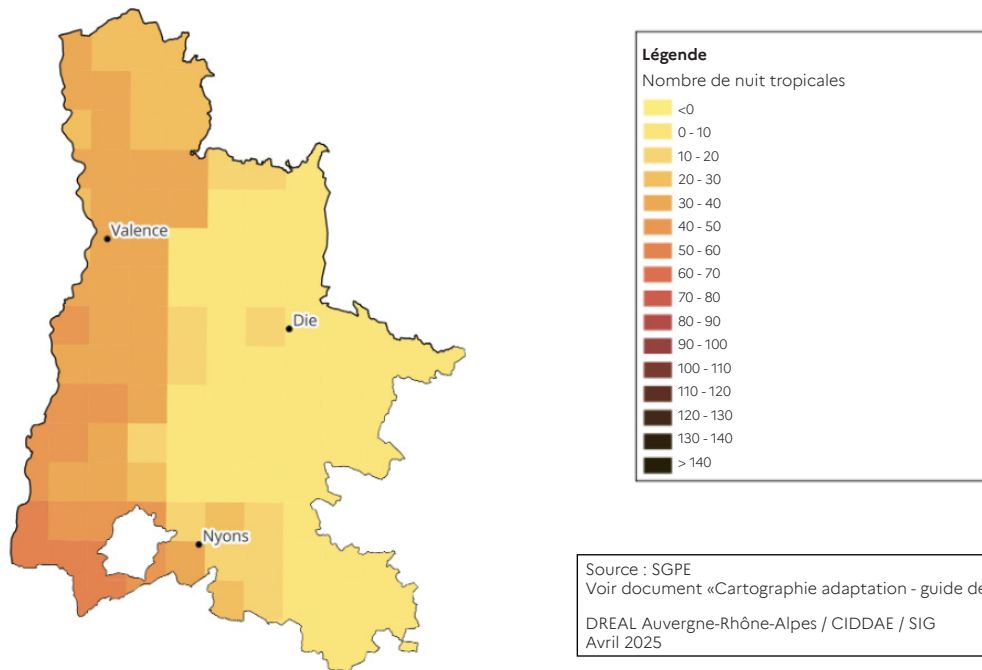 Valence
Die
Nyons
Légende
Nombre de nuit tropicales
<0
0 - 10
10 - 20
20 - 30
30 - 40
40 - 50
50 - 60
60 - 70
70 - 80
80 - 90
90 - 100
100 - 110
110 - 120
120 - 130
130 - 140
> 140
Source : SGPE
Voir document «Cartographie adaptation - guide de
DREAL Auvergne-Rhône-Alpes / CIDDAE / SIG
Avril 2025